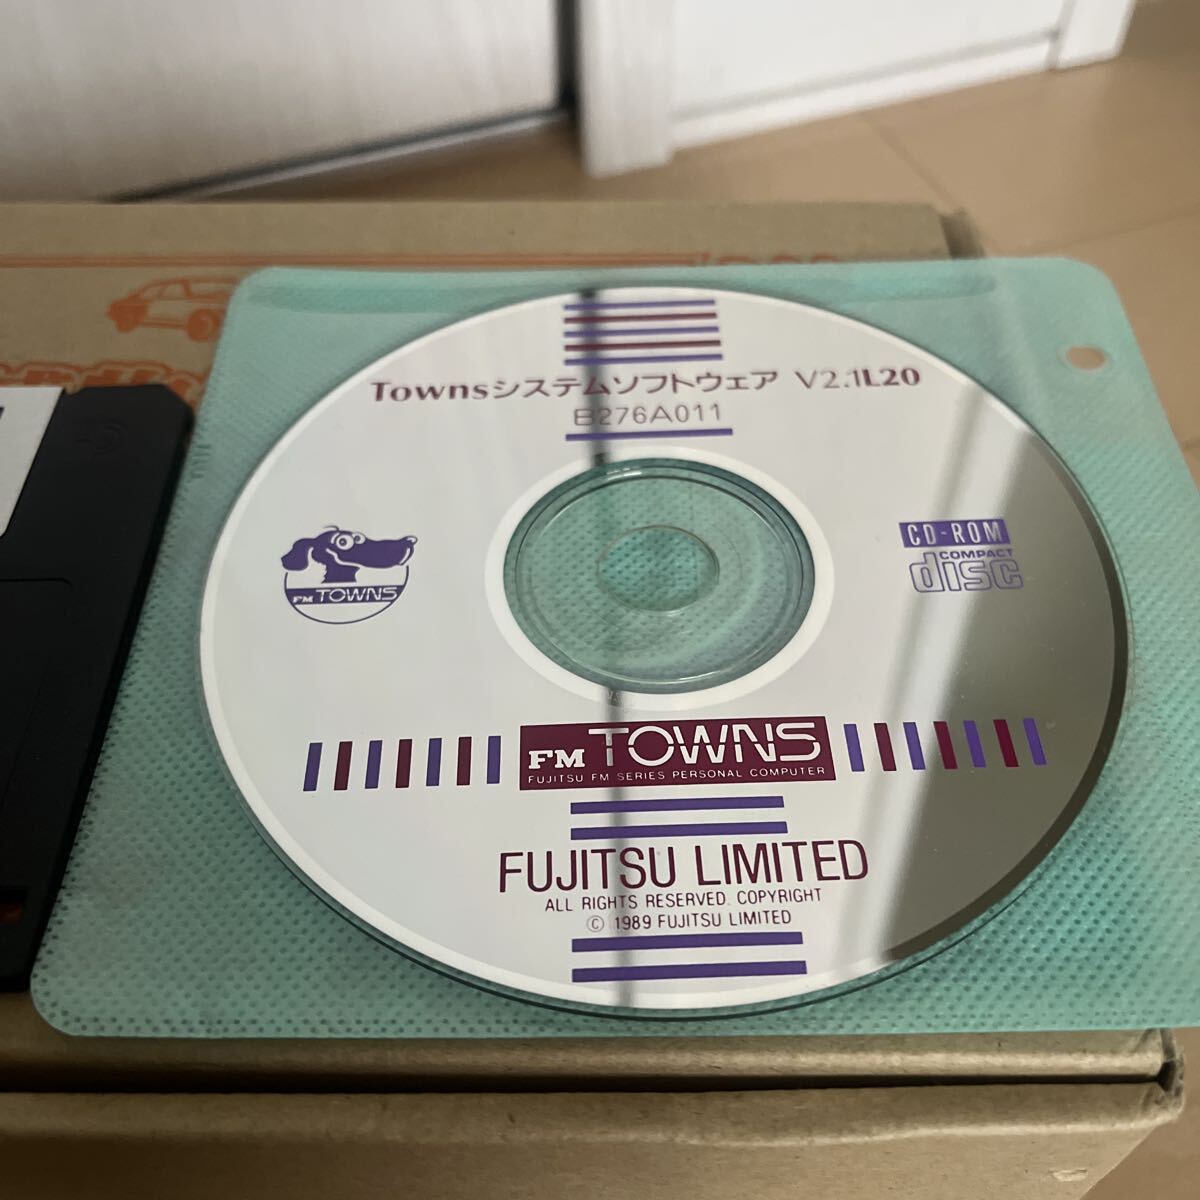 Townsシステムソフトウェア V2.1L20
B276A011
FM TOWNS
CD-ROM
COMPACT
disc
FM TOWNS
FUJITSU FM SERIES PERSONAL COMPUTER
FUJITSU LIMITED
ALL RIGHTS RESERVED. COPYRIGHT
© 1989 FUJITSU LIMITED